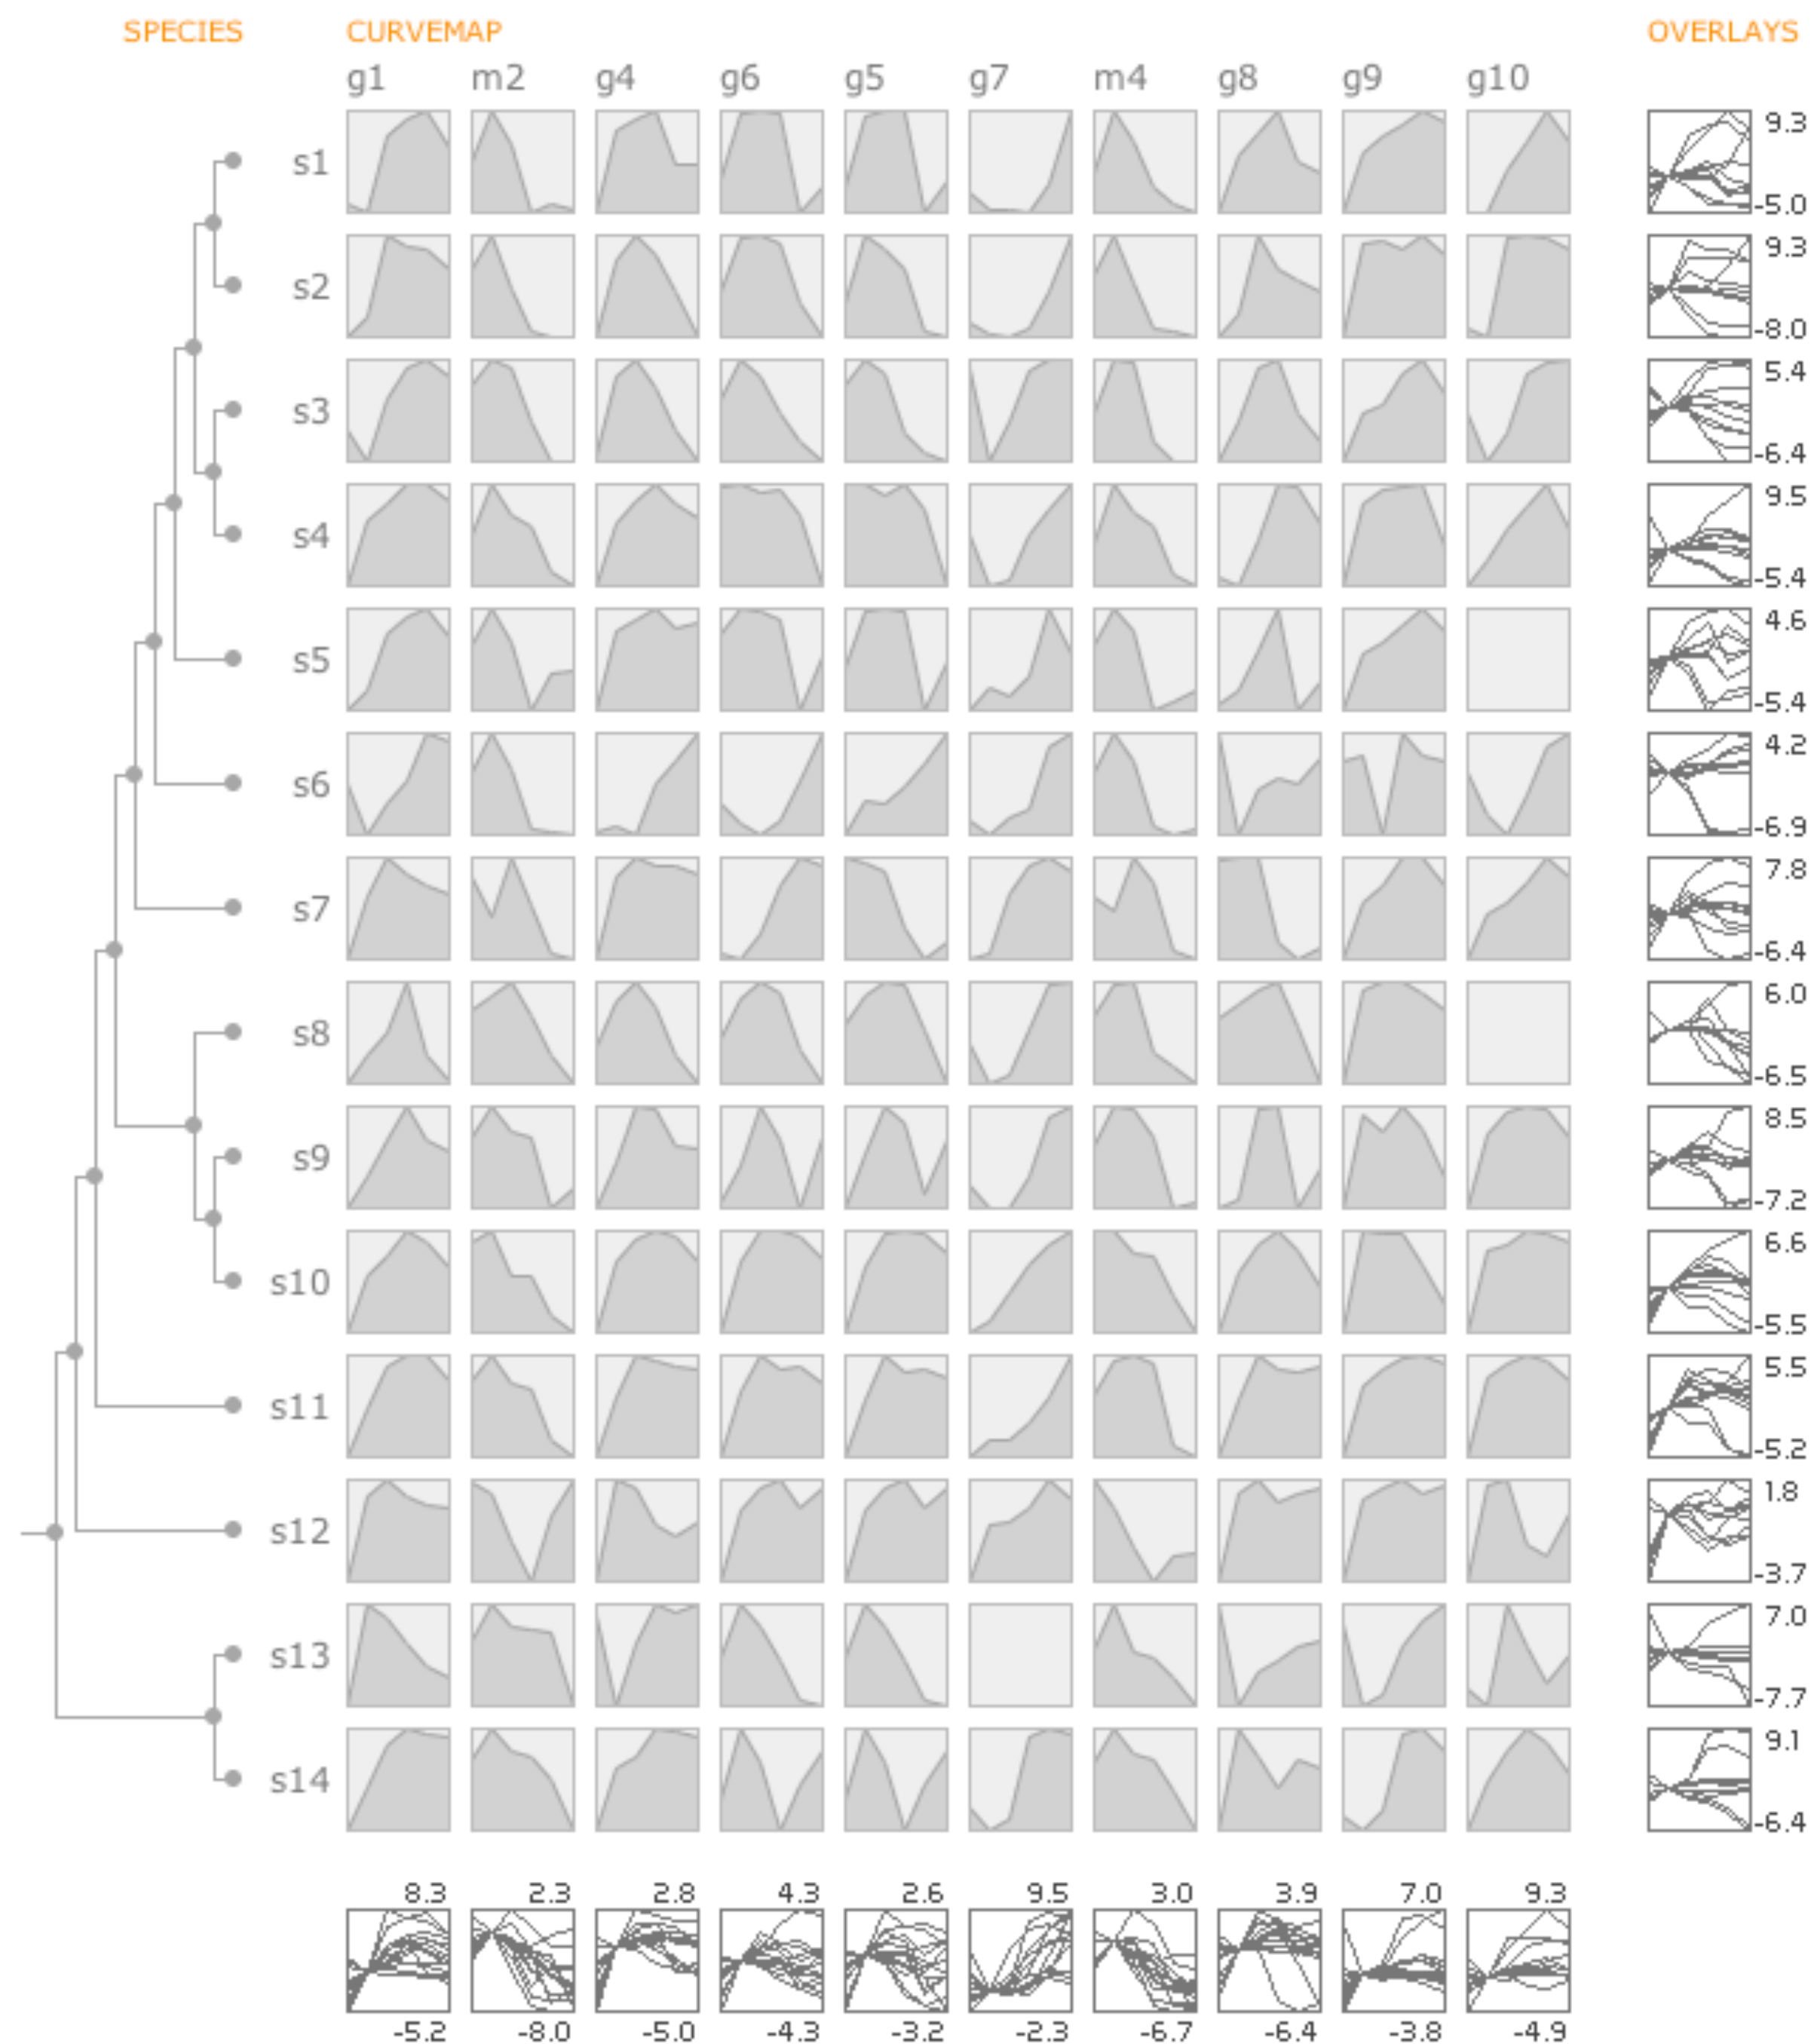 SPECIES CURVEMAP OVERLAYS
g1 m2 g4 g6 g5 g7 m4 g8 g9 g10
s1 9.3
-5.0
s2 9.3
-8.0
s3 5.4
-6.4
s4 9.5
-5.4
s5 4.6
-5.4
s6 4.2
-6.9
s7 7.8
-6.4
s8 6.0
-6.5
s9 8.5
-7.2
s10 6.6
-5.5
s11 5.5
-5.2
s12 1.8
-3.7
s13 7.0
-7.7
s14 9.1
-6.4
8.3 2.3 2.8 4.3 2.6 9.5 3.0 3.9 7.0 9.3
-5.2 -8.0 -5.0 -4.3 -3.2 -2.3 -6.7 -6.4 -3.8 -4.9